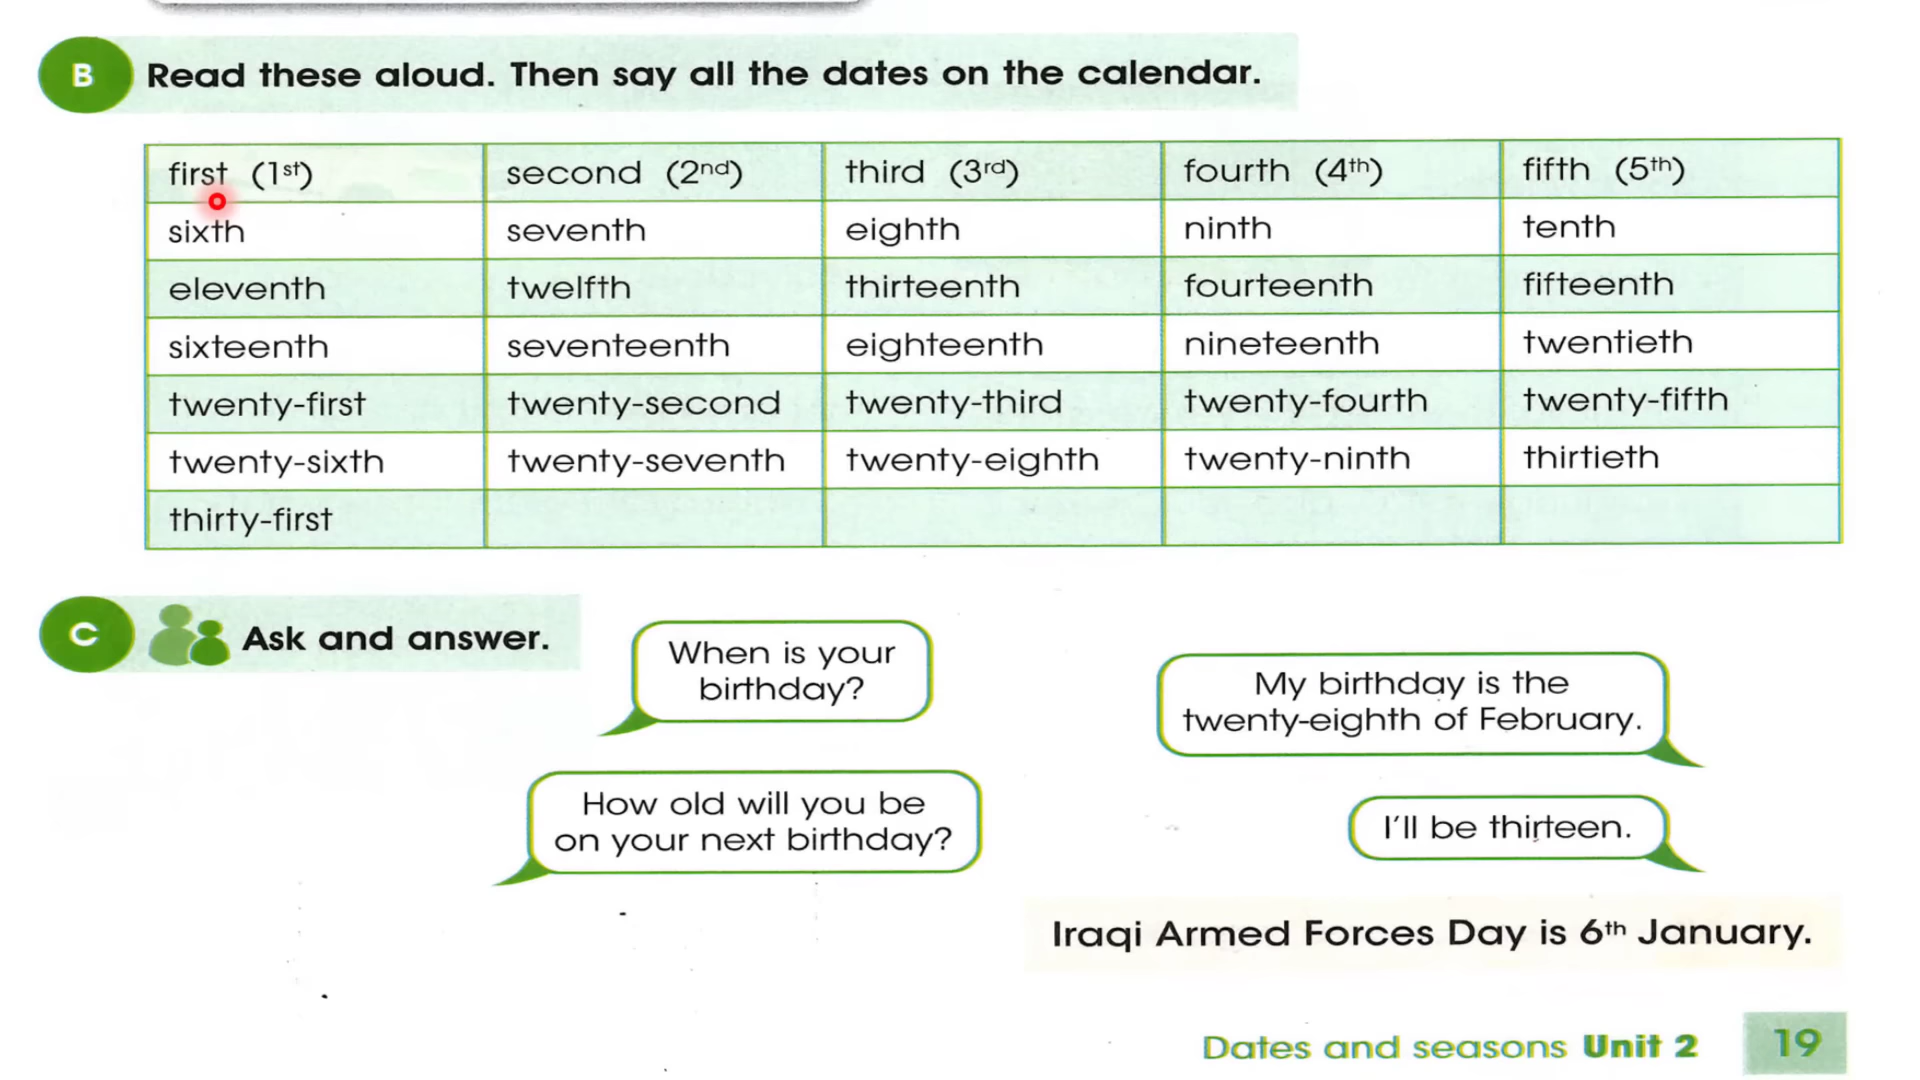 B Read these aloud. Then say all the dates on the calendar.
first (1st) second (2nd) third (3rd) fourth (4th) fifth (5th)
sixth seventh eighth ninth tenth
eleventh twelfth thirteenth fourteenth fifteenth
sixteenth seventeenth eighteenth nineteenth twentieth
twenty-first twenty-second twenty-third twenty-fourth twenty-fifth
twenty-sixth twenty-seventh twenty-eighth twenty-ninth thirtieth
thirty-first
C Ask and answer.
When is your
birthday?
My birthday is the
twenty-eighth of February.
How old will you be
on your next birthday?
I'll be thirteen.
Iraqi Armed Forces Day is 6th January.
Dates and seasons Unit 2 19